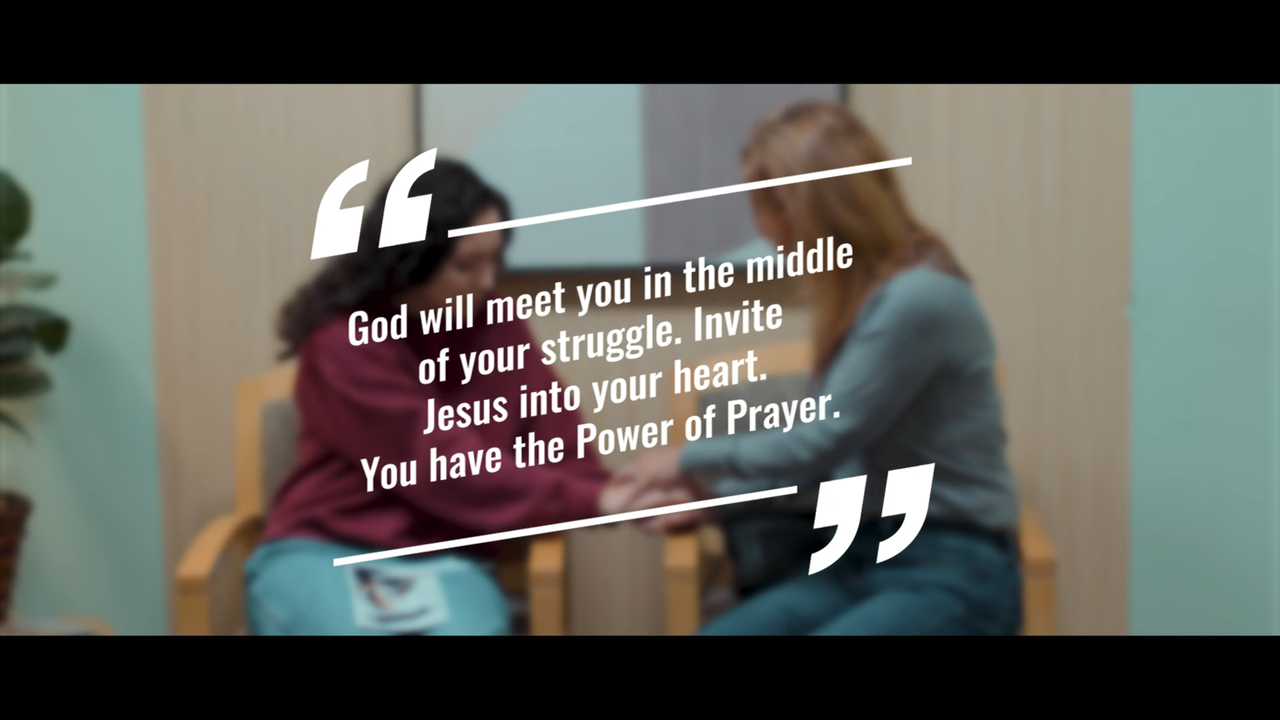 “
God will meet you in the middle
of your struggle. Invite
Jesus into your heart.
You have the Power of Prayer.
”